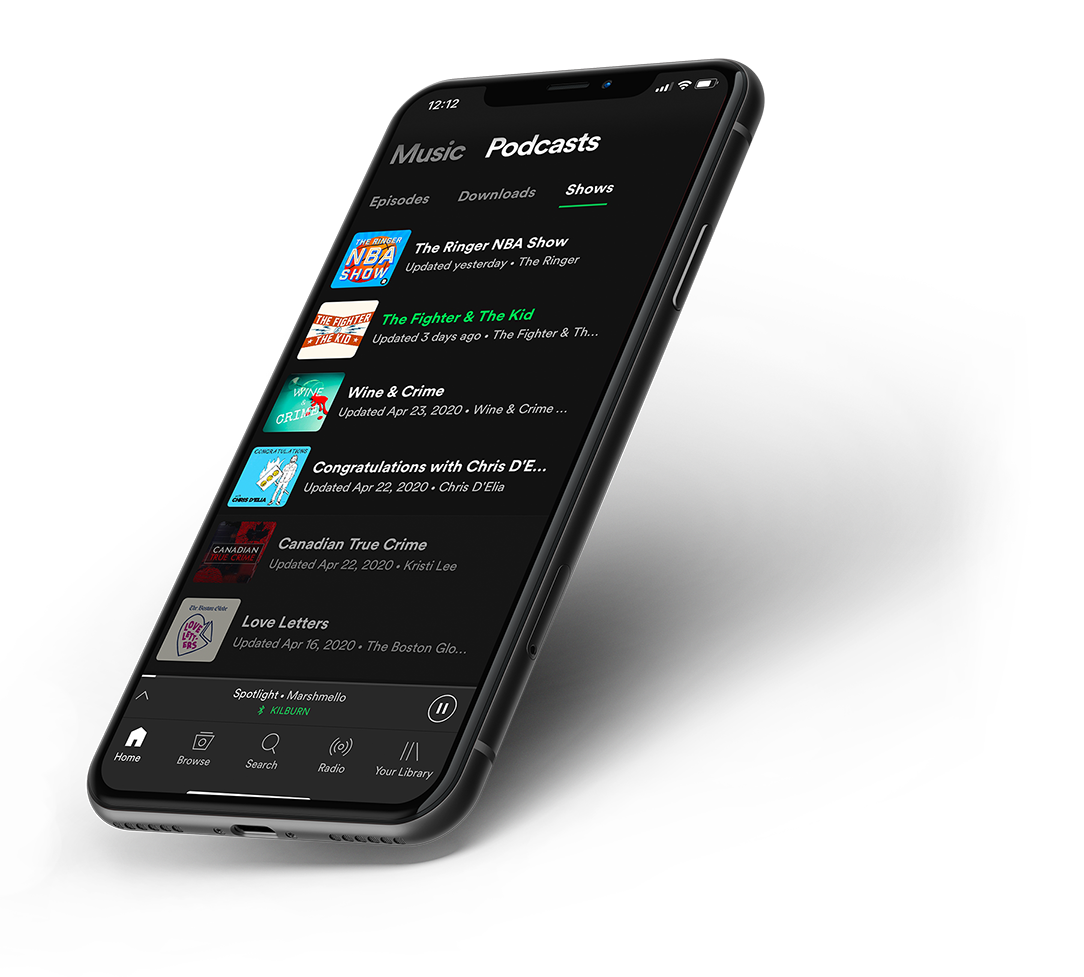 12:12
Music Podcasts
Episodes Downloads Shows
THE RINGER
NBA
SHOW
The Ringer NBA Show
Updated yesterday • The Ringer
THE FIGHTER
&
THE KID
The Fighter & The Kid
Updated 3 days ago • The Fighter & Th...
WINE
&
CRIME
Wine & Crime
Updated Apr 23, 2020 • Wine & Crime ...
CONGRATULATIONS
CHRIS D'ELIA
Congratulations with Chris D'E...
Updated Apr 22, 2020 • Chris D'Elia
CANADIAN
TRUE CRIME
Canadian True Crime
Updated Apr 22, 2020 • Kristi Lee
The Boston Globe
LOVE
LETT-
ERS
Love Letters
Updated Apr 16, 2020 • The Boston Glo...
Spotlight • Marshmello
KILBURN
Home Browse Search Radio Your Library